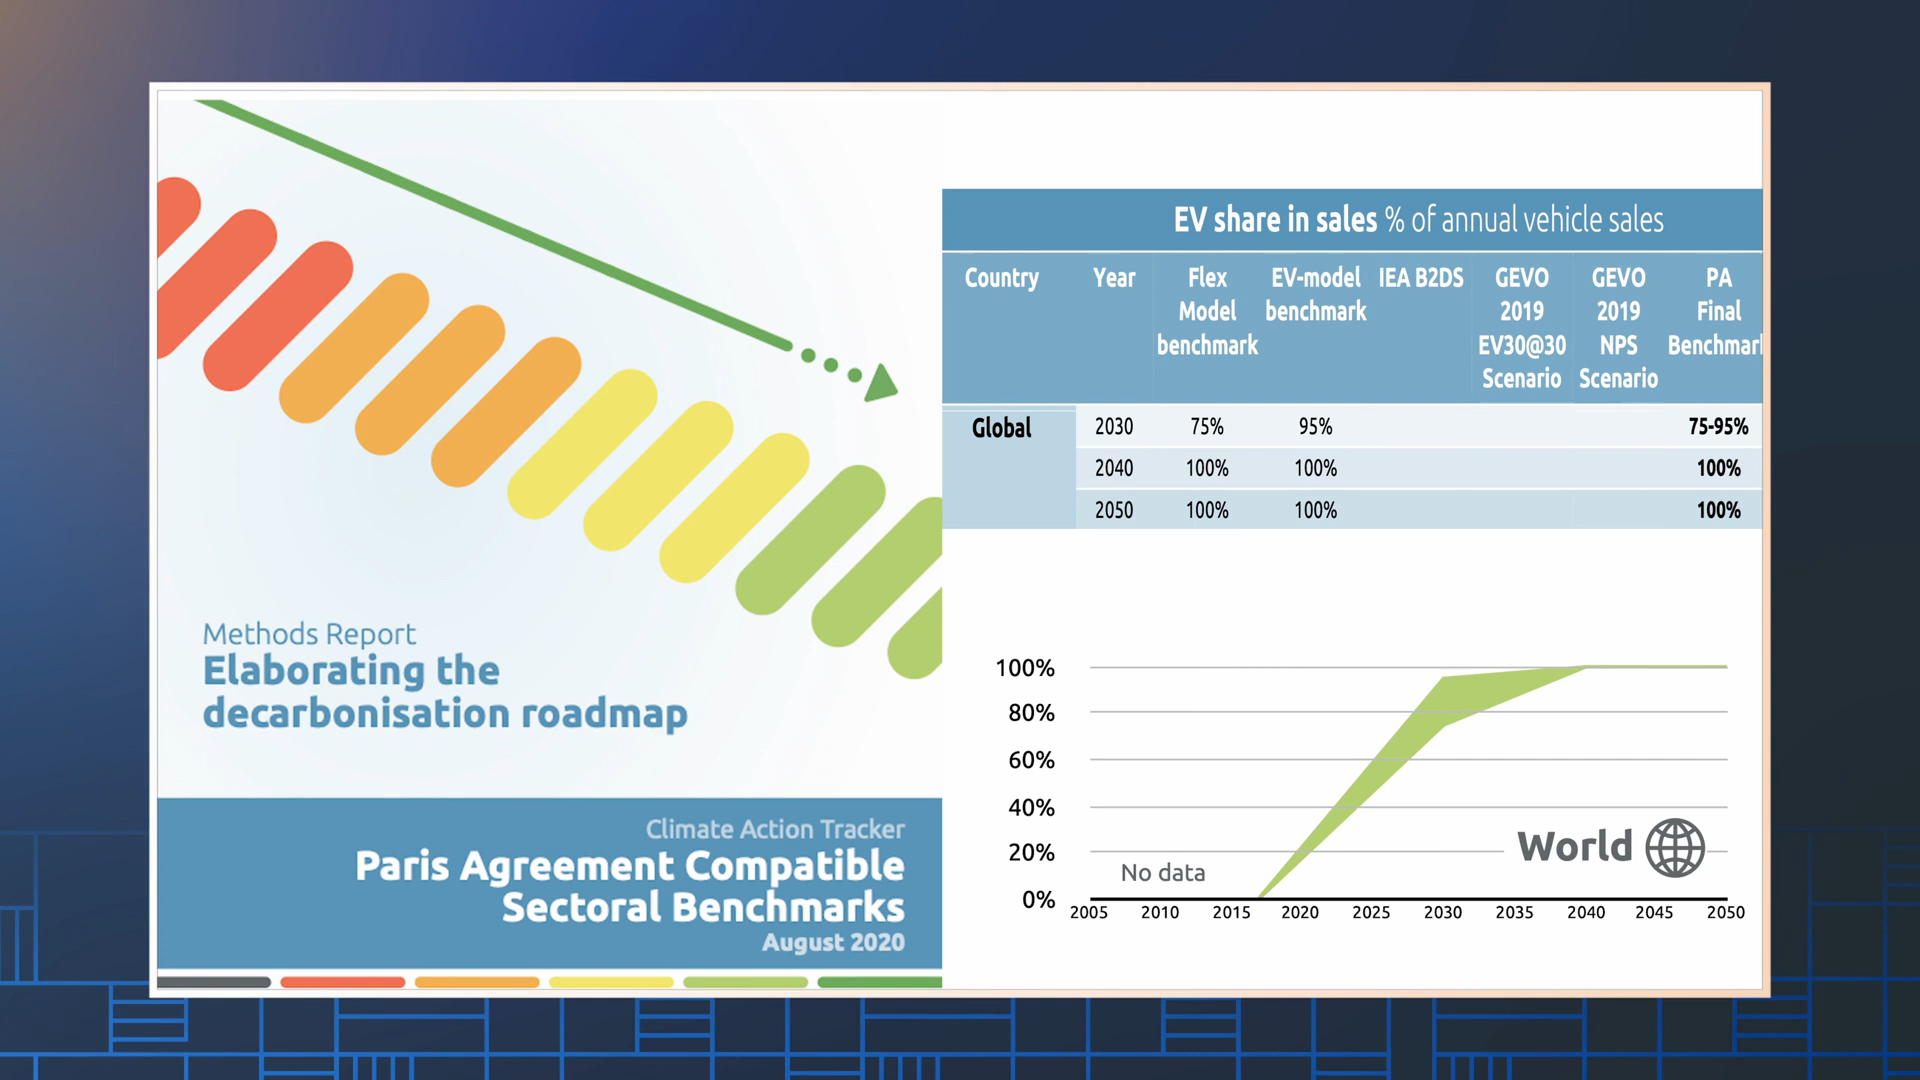 Methods Report
Elaborating the
decarbonisation roadmap
Climate Action Tracker
Paris Agreement Compatible
Sectoral Benchmarks
August 2020
EV share in sales % of annual vehicle sales
Country Year Flex Model benchmark EV-model benchmark IEA B2DS GEVO 2019 EV30@30 Scenario GEVO 2019 NPS Scenario PA Final Benchmar
Global 2030 75% 95% 75-95%
2040 100% 100% 100%
2050 100% 100% 100%
100%
80%
60%
40%
20%
0%
No data
World
2005 2010 2015 2020 2025 2030 2035 2040 2045 2050